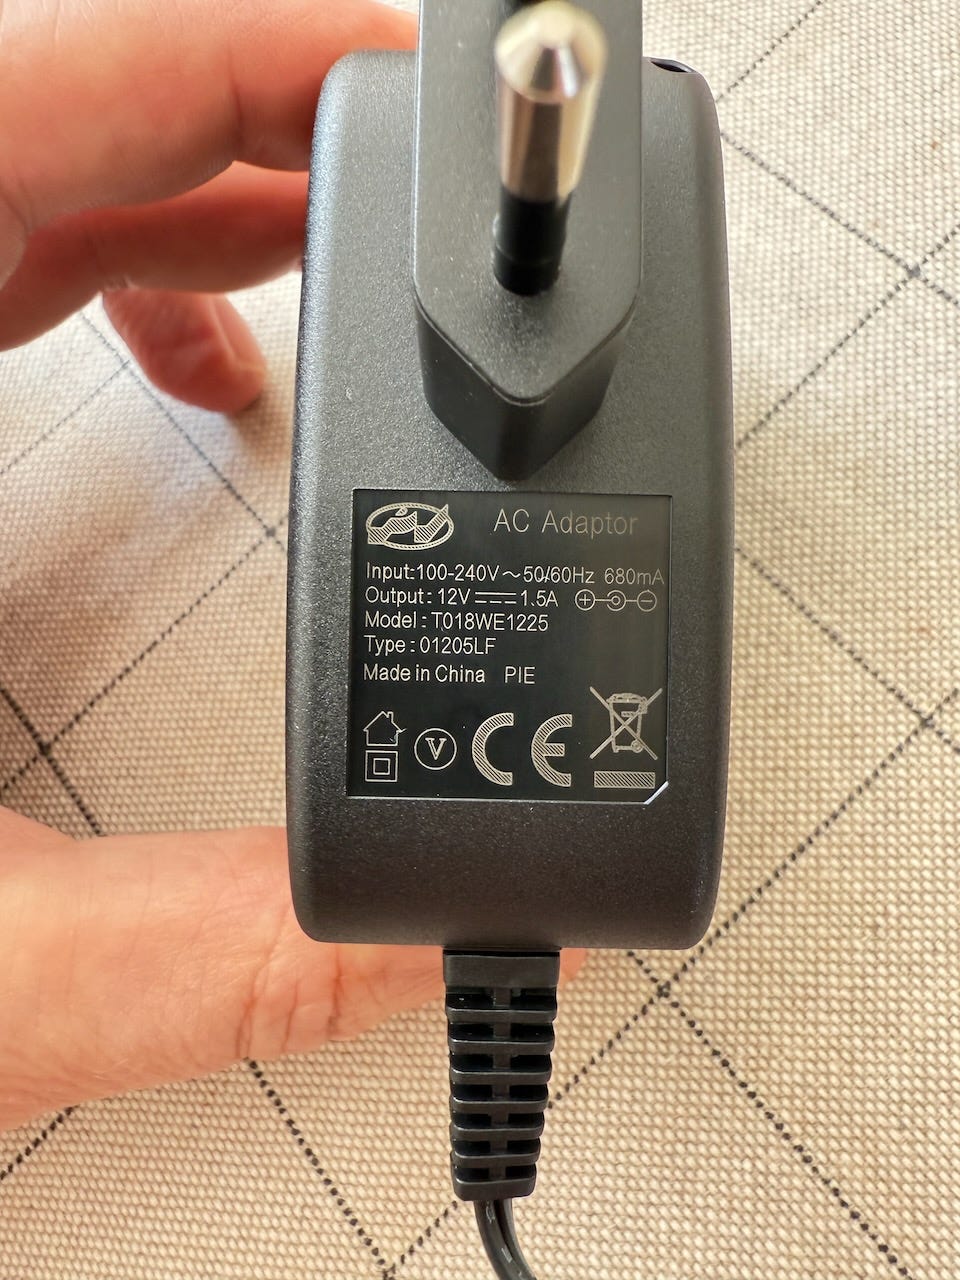 AC Adaptor
Input:100-240V～50/60Hz 680mA
Output: 12V⎓1.5A
Model: T018WE1225
Type: 01205LF
Made in China PIE
V
CE